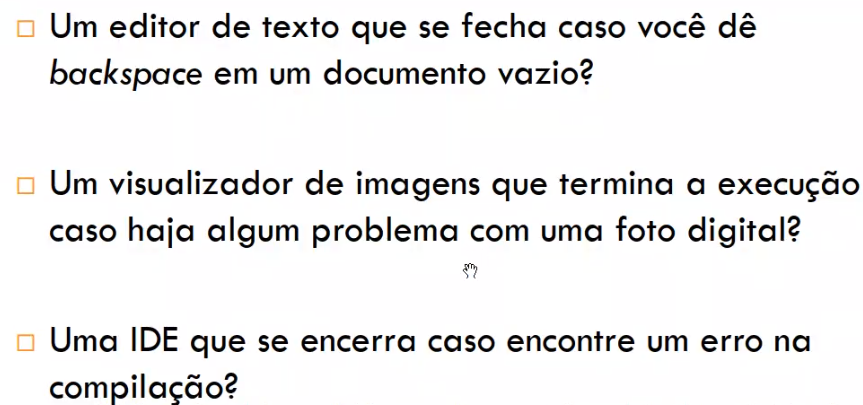 Um editor de texto que se fecha caso você dê
backspace em um documento vazio?
Um visualizador de imagens que termina a execução
caso haja algum problema com uma foto digital?
Uma IDE que se encerra caso encontre um erro na
compilação?